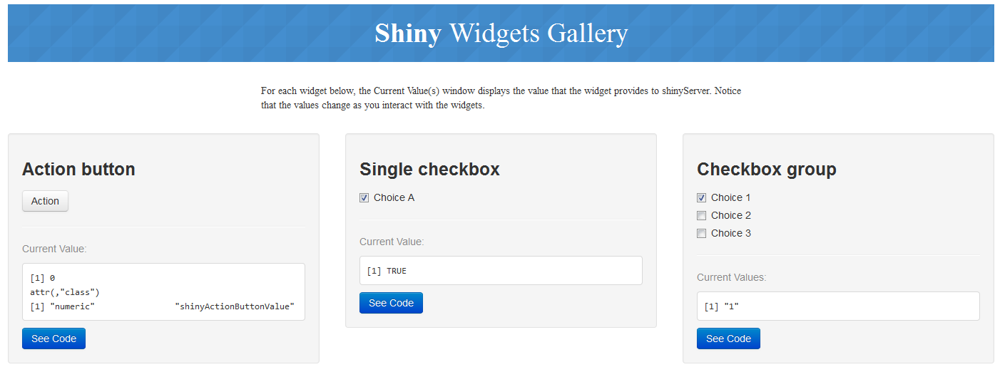 Shiny Widgets Gallery
For each widget below, the Current Value(s) window displays the value that the widget provides to shinyServer. Notice
that the values change as you interact with the widgets.
Action button
Action
Current Value:
[1] 0
attr(,"class")
[1] "numeric"                "shinyActionButtonValue"
See Code
Single checkbox
Choice A
Current Value:
[1] TRUE
See Code
Checkbox group
Choice 1
Choice 2
Choice 3
Current Values:
[1] "1"
See Code